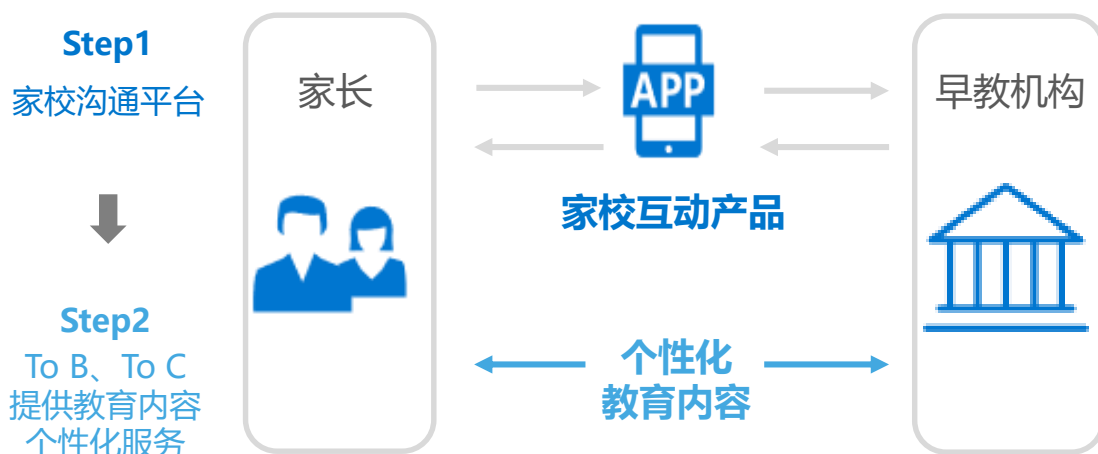 Step1
家校沟通平台
家长
APP
早教机构
家校互动产品
Step2
To B、To C
提供教育内容
个性化服务
个性化
教育内容